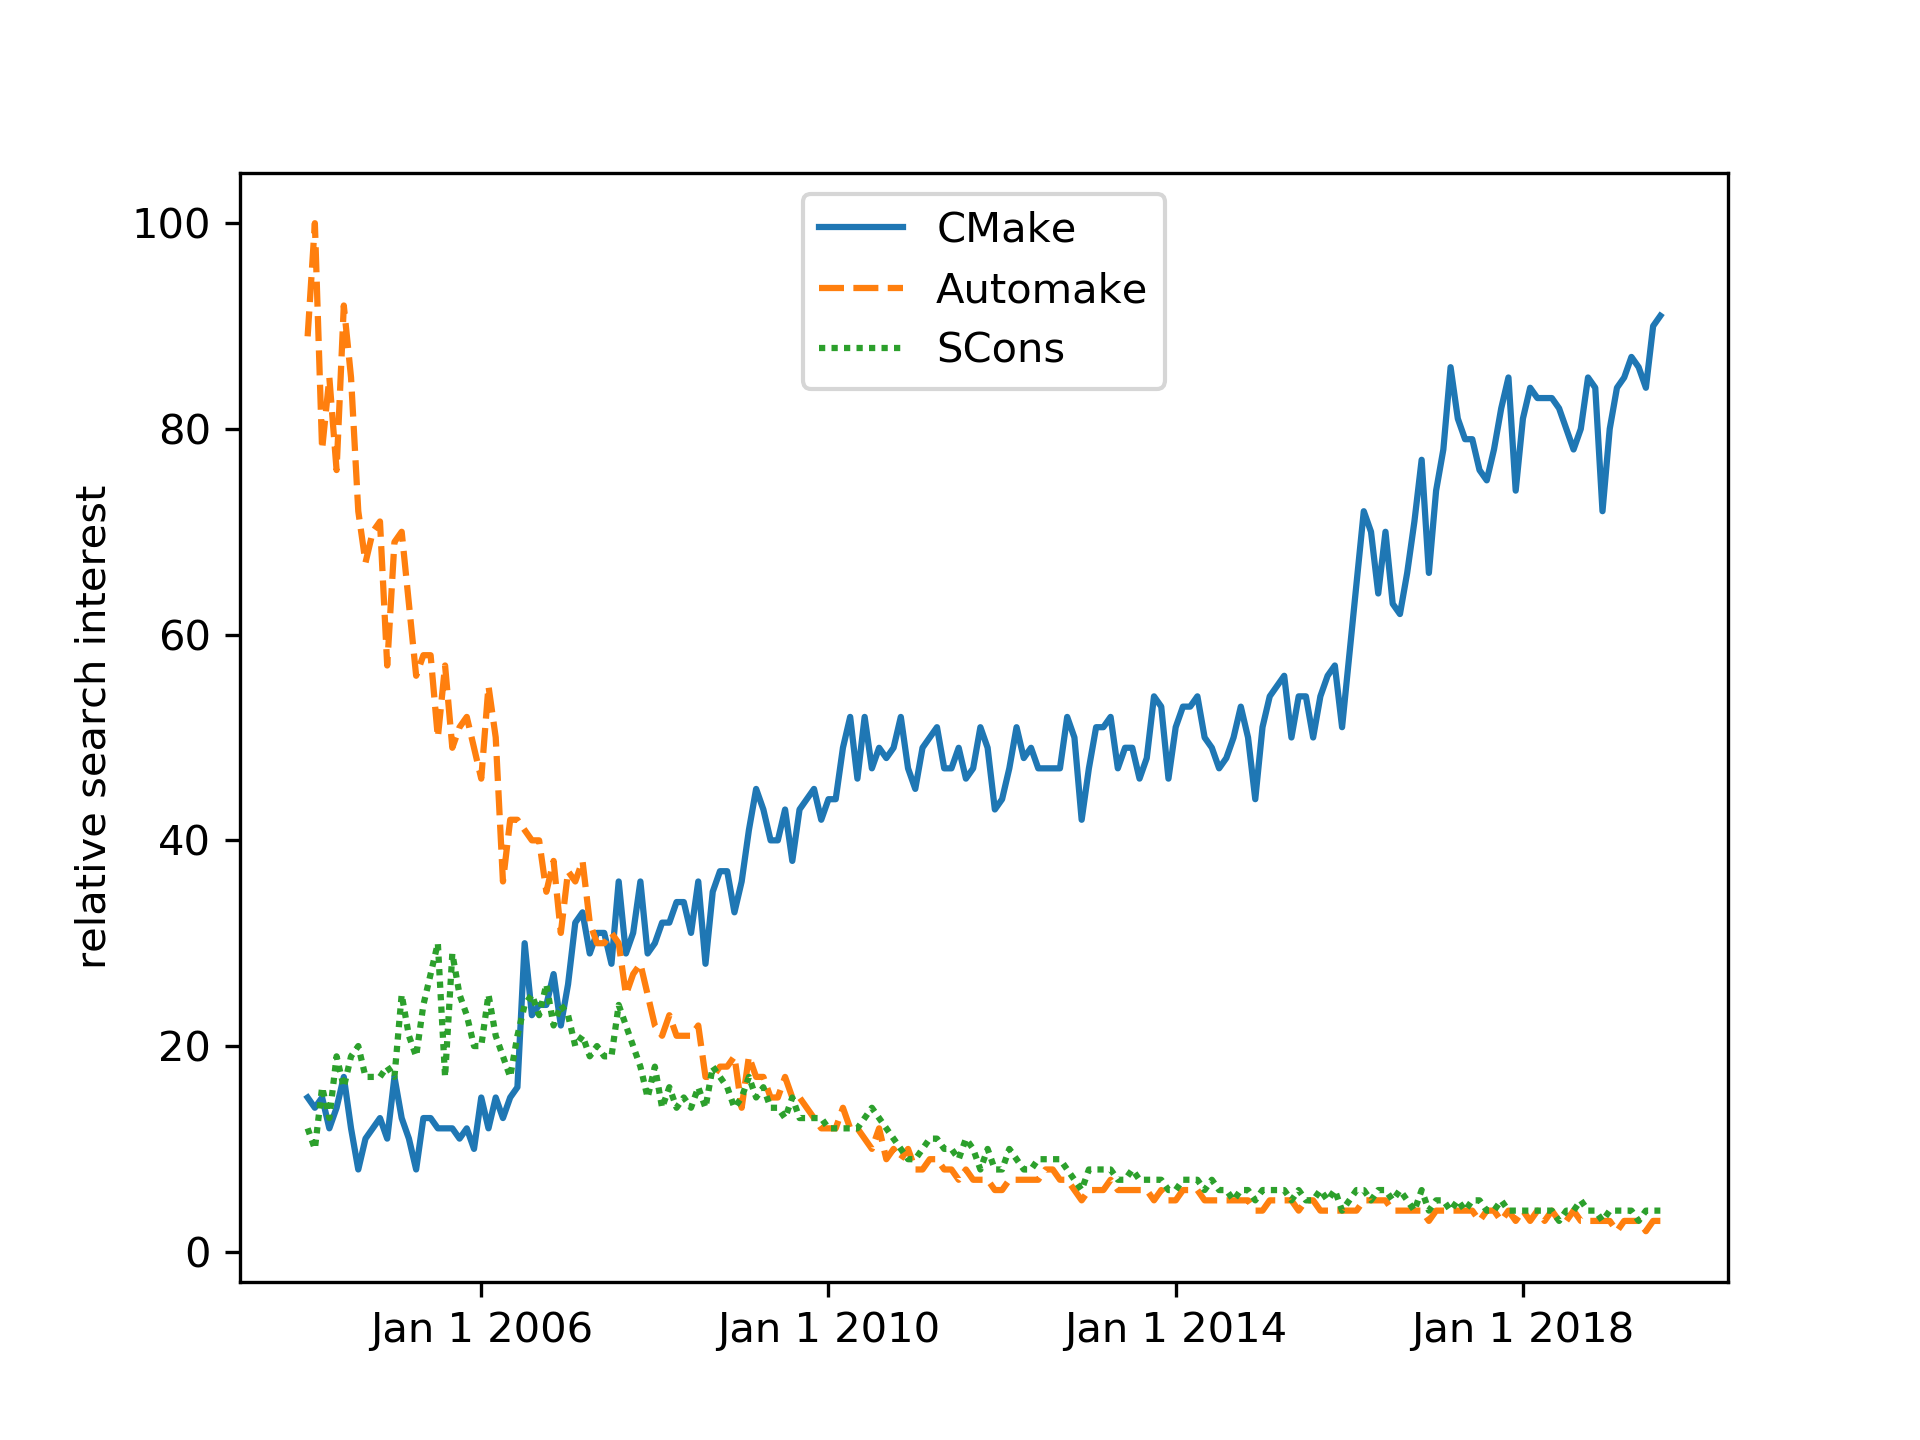 CMake
Automake
SCons
100
80
60
40
20
0
relative search interest
Jan 1 2006
Jan 1 2010
Jan 1 2014
Jan 1 2018